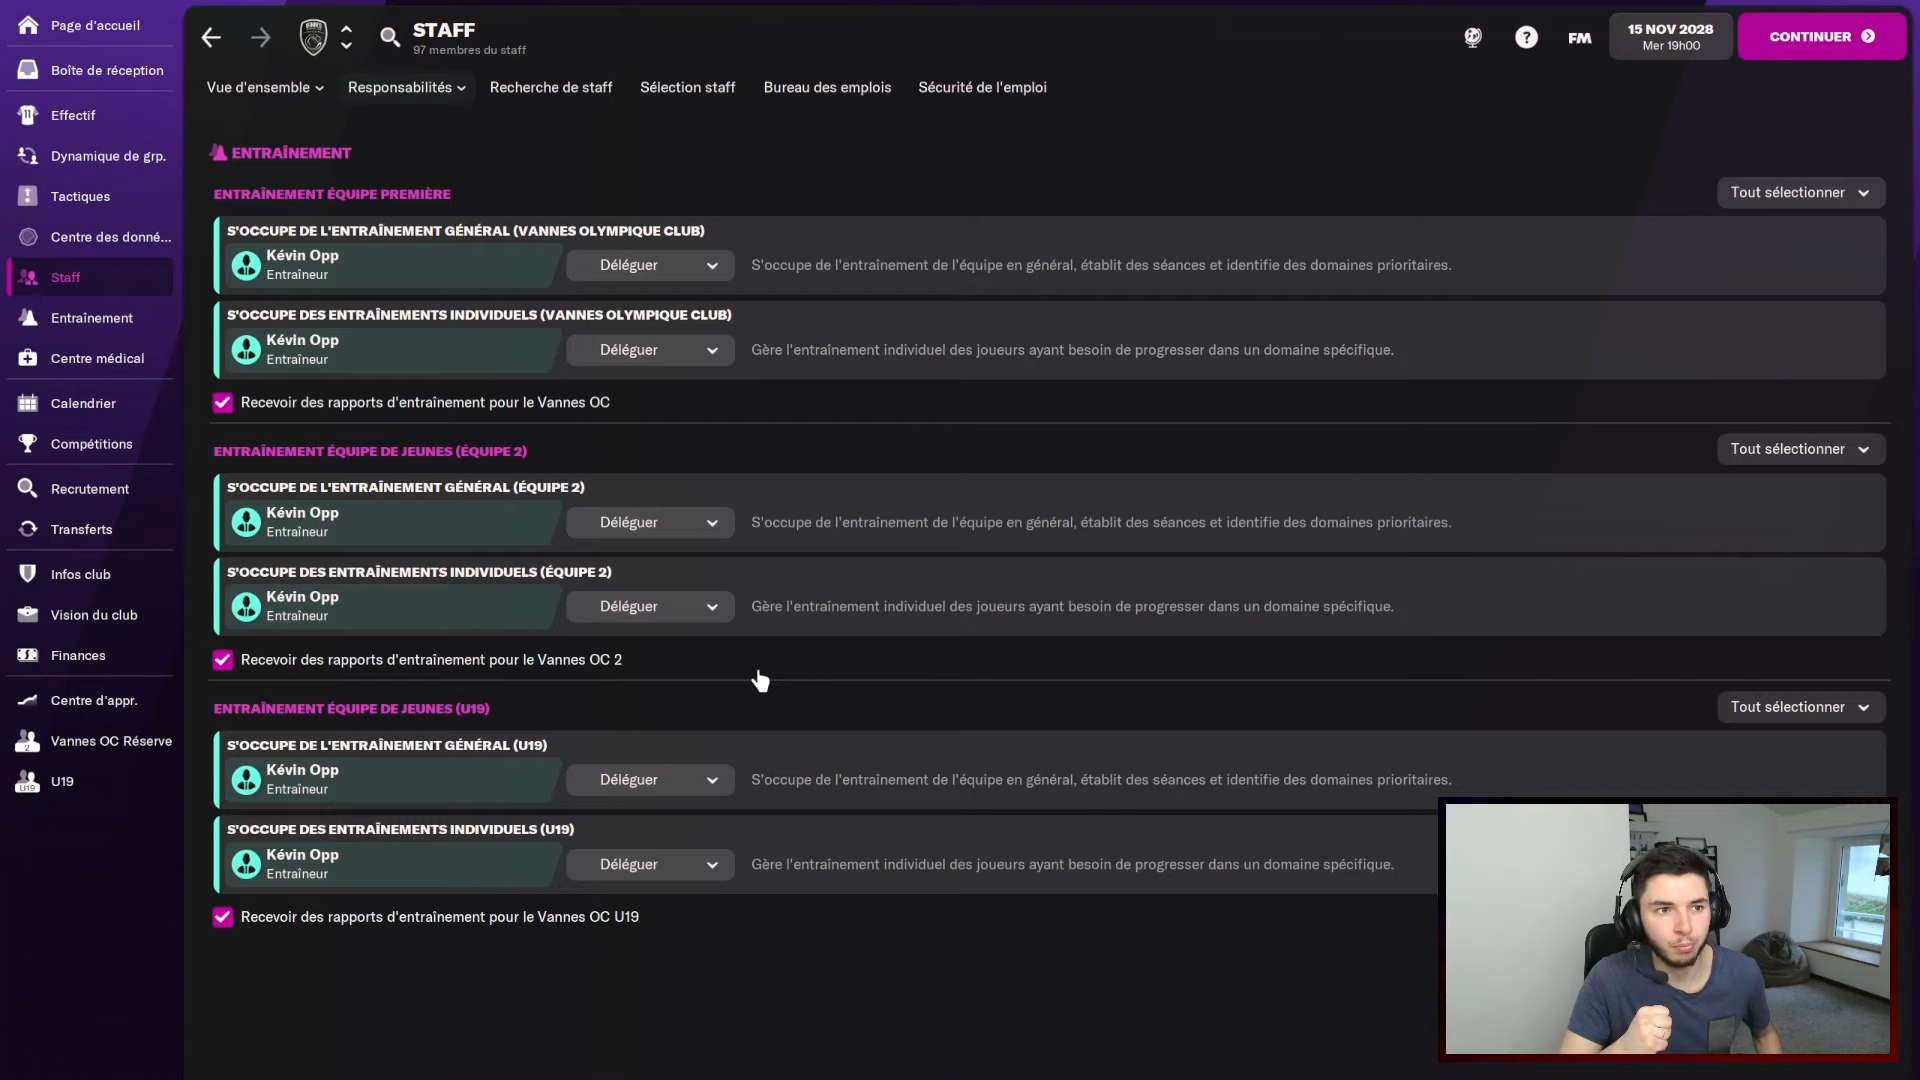 Page d'accueil
Boîte de réception
Effectif
Dynamique de grp.
Tactiques
Centre des donné...
Staff
Entraînement
Centre médical
Calendrier
Compétitions
Recrutement
Transferts
Infos club
Vision du club
Finances
Centre d'appr.
2
Vannes OC Réserve
U19
U19
STAFF
97 membres du staff
?
FM
15 NOV 2028
Mer 19h00
CONTINUER
Vue d'ensemble
Responsabilités
Recherche de staff
Sélection staff
Bureau des emplois
Sécurité de l'emploi
ENTRAÎNEMENT
ENTRAÎNEMENT ÉQUIPE PREMIÈRE
Tout sélectionner
S'OCCUPE DE L'ENTRAÎNEMENT GÉNÉRAL (VANNES OLYMPIQUE CLUB)
Kévin Opp
Entraîneur
Déléguer
S'occupe de l'entraînement de l'équipe en général, établit des séances et identifie des domaines prioritaires.
S'OCCUPE DES ENTRAÎNEMENTS INDIVIDUELS (VANNES OLYMPIQUE CLUB)
Kévin Opp
Entraîneur
Déléguer
Gère l'entraînement individuel des joueurs ayant besoin de progresser dans un domaine spécifique.
Recevoir des rapports d'entraînement pour le Vannes OC
ENTRAÎNEMENT ÉQUIPE DE JEUNES (ÉQUIPE 2)
Tout sélectionner
S'OCCUPE DE L'ENTRAÎNEMENT GÉNÉRAL (ÉQUIPE 2)
Kévin Opp
Entraîneur
Déléguer
S'occupe de l'entraînement de l'équipe en général, établit des séances et identifie des domaines prioritaires.
S'OCCUPE DES ENTRAÎNEMENTS INDIVIDUELS (ÉQUIPE 2)
Kévin Opp
Entraîneur
Déléguer
Gère l'entraînement individuel des joueurs ayant besoin de progresser dans un domaine spécifique.
Recevoir des rapports d'entraînement pour le Vannes OC 2
ENTRAÎNEMENT ÉQUIPE DE JEUNES (U19)
Tout sélectionner
S'OCCUPE DE L'ENTRAÎNEMENT GÉNÉRAL (U19)
Kévin Opp
Entraîneur
Déléguer
S'occupe de l'entraînement de l'équipe en général, établit des séances et identifie des domaines prioritaires.
S'OCCUPE DES ENTRAÎNEMENTS INDIVIDUELS (U19)
Kévin Opp
Entraîneur
Déléguer
Gère l'entraînement individuel des joueurs ayant besoin de progresser dans un domaine spécifique.
Recevoir des rapports d'entraînement pour le Vannes OC U19